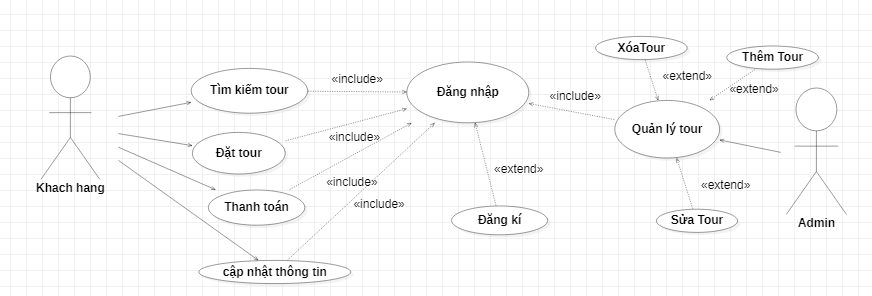 XóaTour
Thêm Tour
«include»
«extend»
Tìm kiếm tour
Đăng nhập
«include»
«extend»
Quản lý tour
«include»
Đặt tour
«extend»
«include»
«extend»
Khach hang
«include»
Thanh toán
Đăng kí
Sửa Tour
Admin
cập nhật thông tin